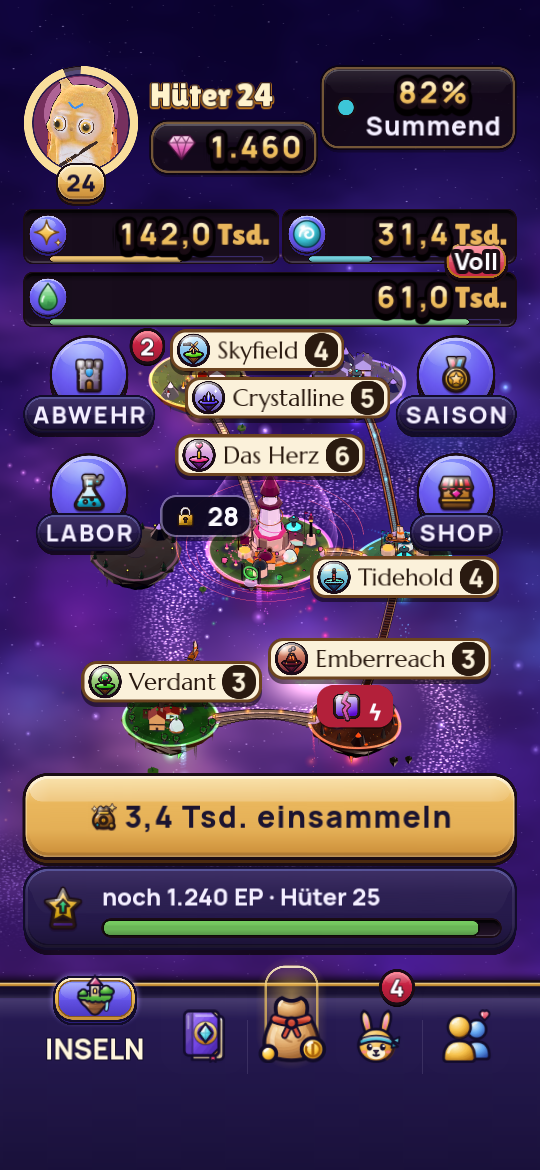 Hüter 24
82%
Summend
1.460
24
142,0 Tsd.
31,4 Tsd.
Voll
61,0 Tsd.
2
Skyfield 4
ABWEHR
Crystalline 5
SAISON
Das Herz 6
28
LABOR
SHOP
Tidehold 4
Emberreach 3
Verdant 3
3,4 Tsd. einsammeln
noch 1.240 EP · Hüter 25
4
INSELN